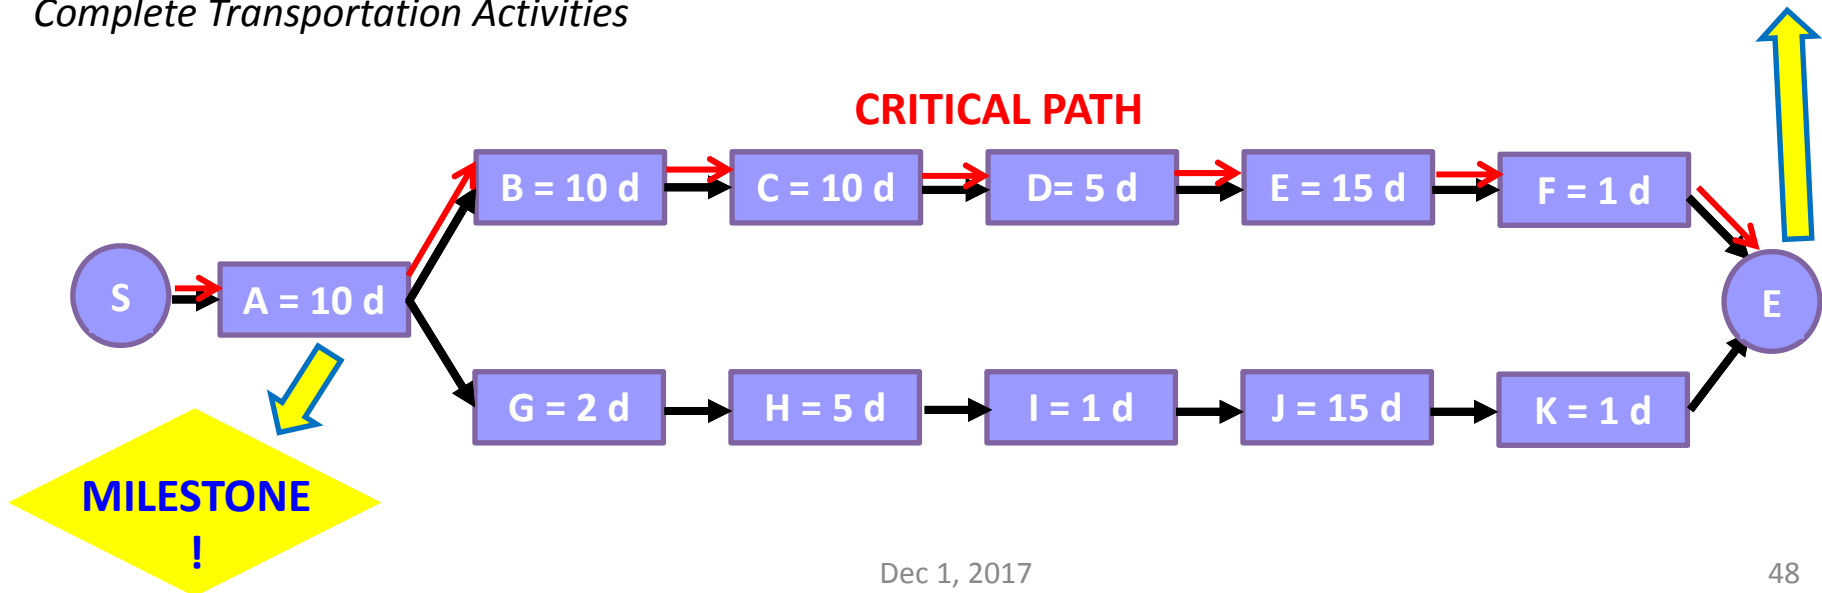 Complete Transportation Activities
CRITICAL PATH
B = 10 d
C = 10 d
D= 5 d
E = 15 d
F = 1 d
S
A = 10 d
E
G = 2 d
H = 5 d
I = 1 d
J = 15 d
K = 1 d
MILESTONE
!
Dec 1, 2017
48